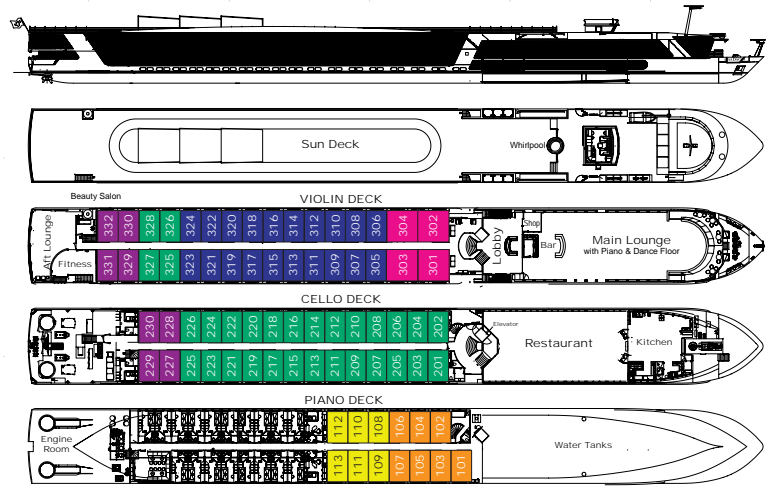 Sun Deck
Whirlpool
Beauty Salon
VIOLIN DECK
332 330 328 326 324 322 320 318 316 314 312 310 308 306 304 302
Aft Lounge
Fitness
Lobby
Shop
Bar
Main Lounge
with Piano & Dance Floor
331 329 327 325 323 321 319 317 315 313 311 309 307 305 303 301
CELLO DECK
230 228 226 224 222 220 218 216 214 212 210 208 206 204 202
Elevator
Restaurant
Kitchen
229 227 225 223 221 219 217 215 213 211 209 207 205 203 201
PIANO DECK
112 110 108 106 104 102
Engine
Room
Water Tanks
113 111 109 107 105 103 101